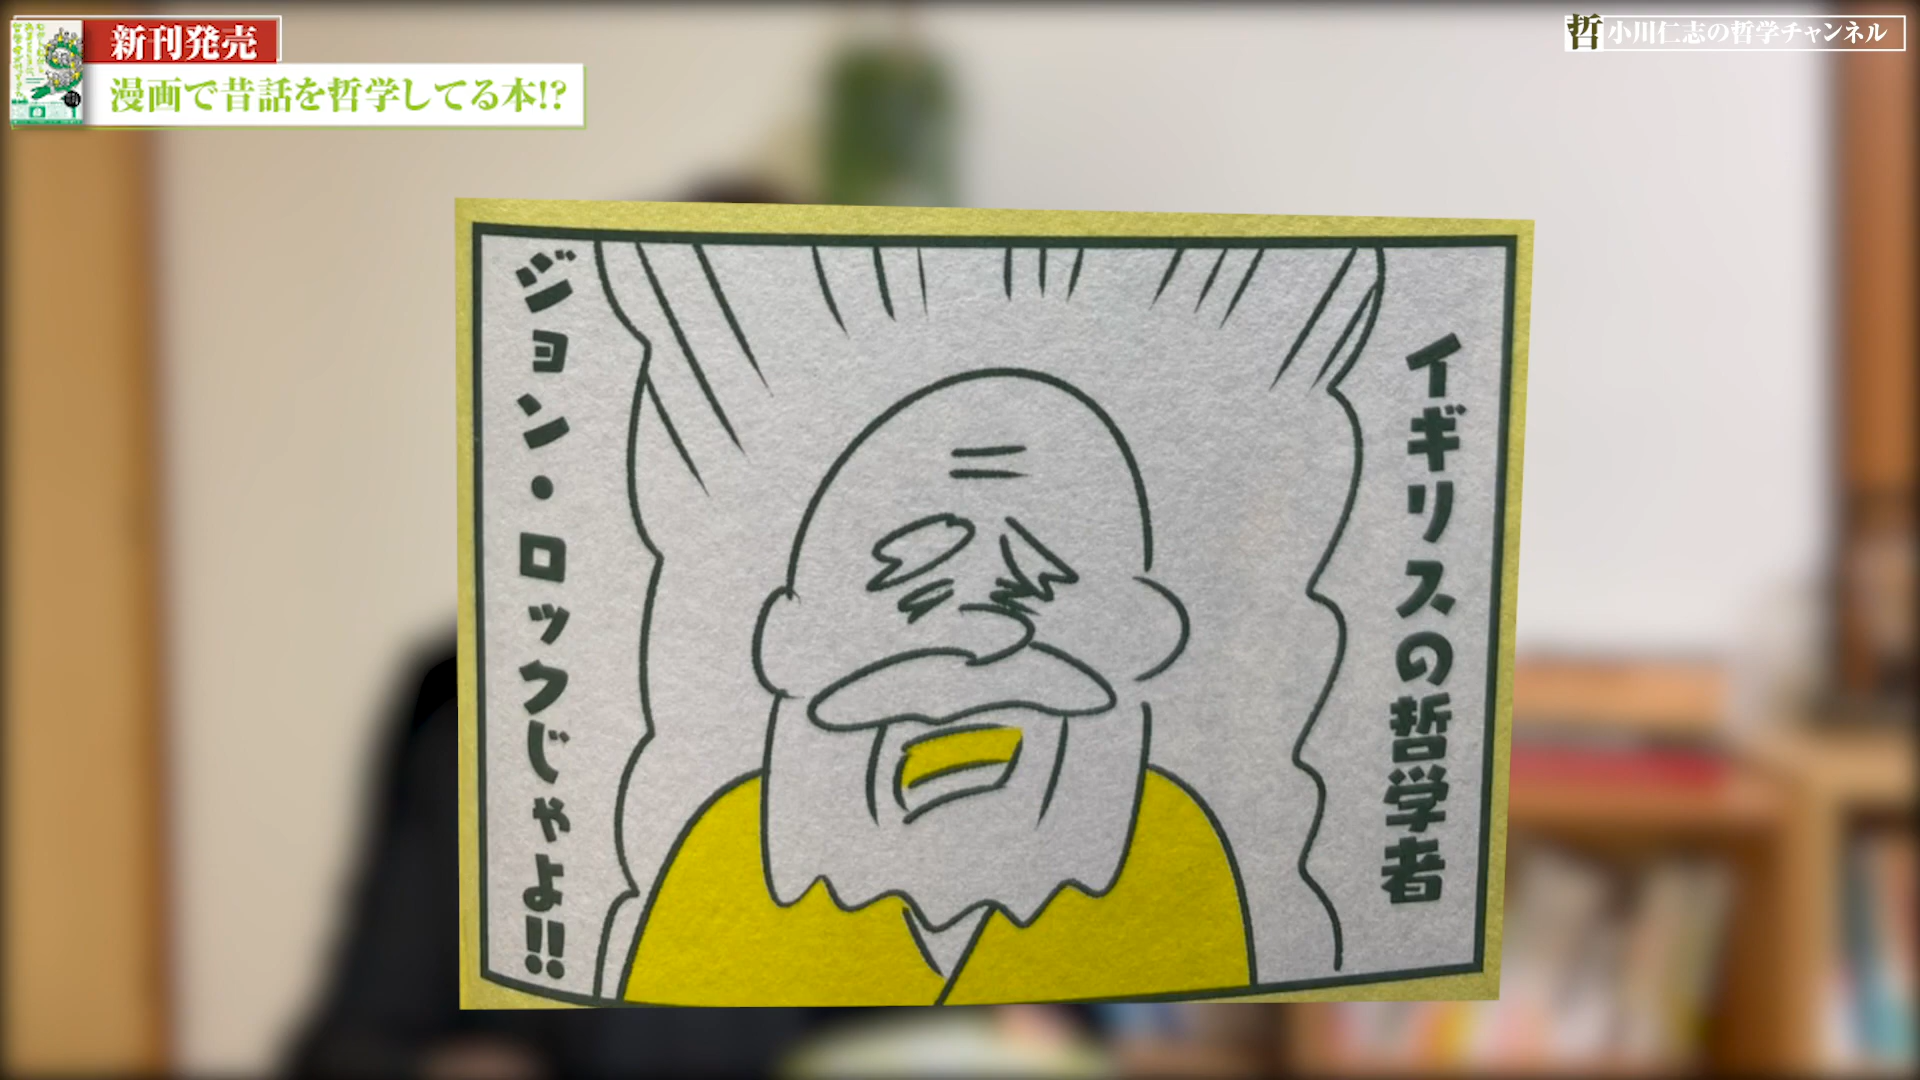 新刊発売
漫画で昔話を哲学してる本!?
哲 小川仁志の哲学チャンネル
イギリスの哲学者
ジョン・ロックじゃよ!!